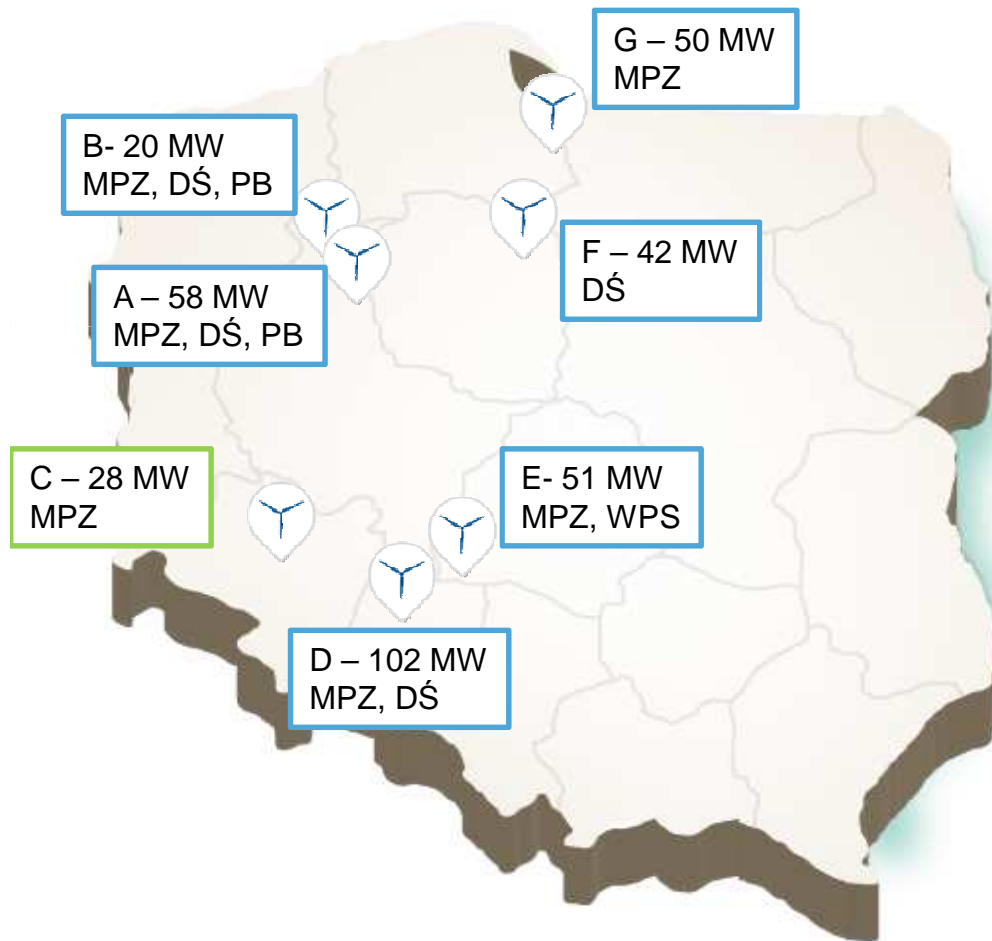 G – 50 MW
MPZ
B- 20 MW
MPZ, DŚ, PB
F – 42 MW
DŚ
A – 58 MW
MPZ, DŚ, PB
C – 28 MW
MPZ
E- 51 MW
MPZ, WPS
D – 102 MW
MPZ, DŚ